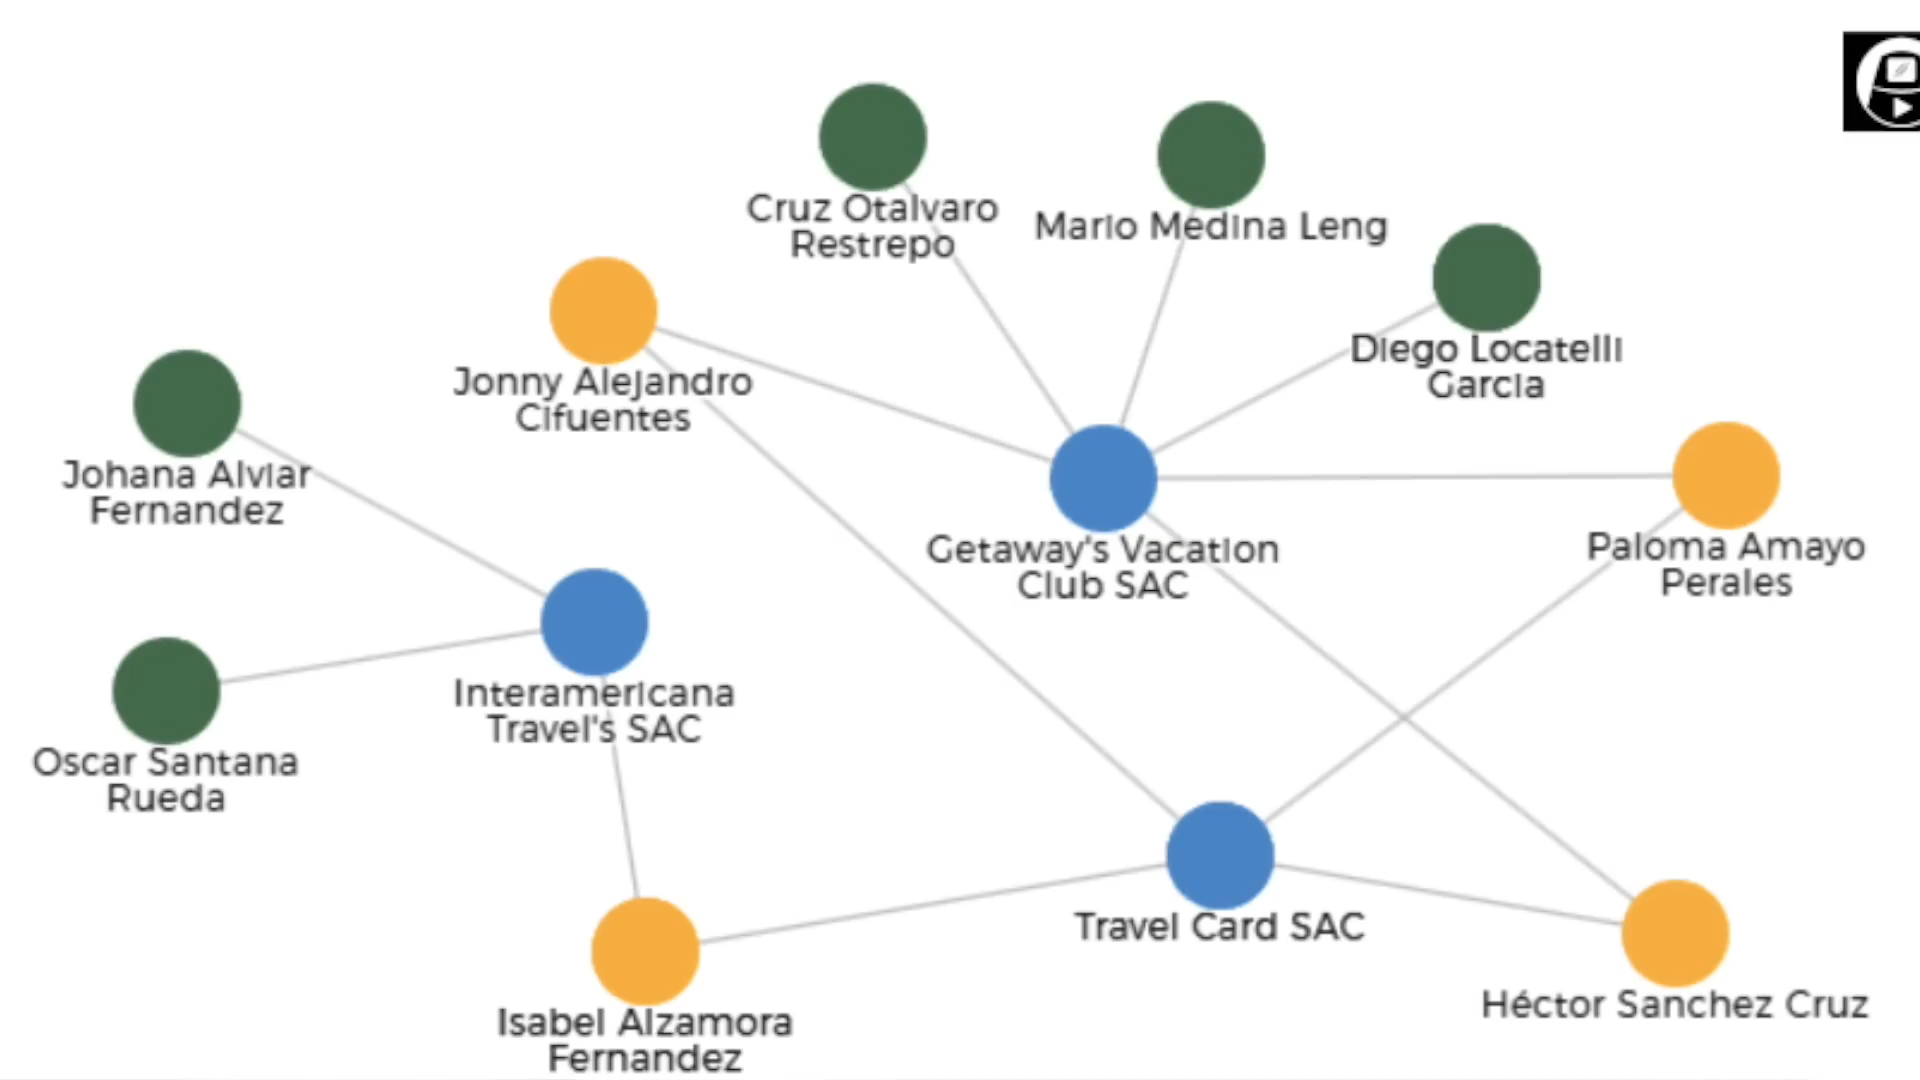 Cruz Otalvaro
Restrepo
Mario Medina Leng
Diego Locatelli
Garcia
Jonny Alejandro
Cifuentes
Johana Alviar
Fernandez
Getaway's Vacation
Club SAC
Paloma Amayo
Perales
Interamericana
Travel's SAC
Oscar Santana
Rueda
Travel Card SAC
Héctor Sanchez Cruz
Isabel Alzamora
Fernandez